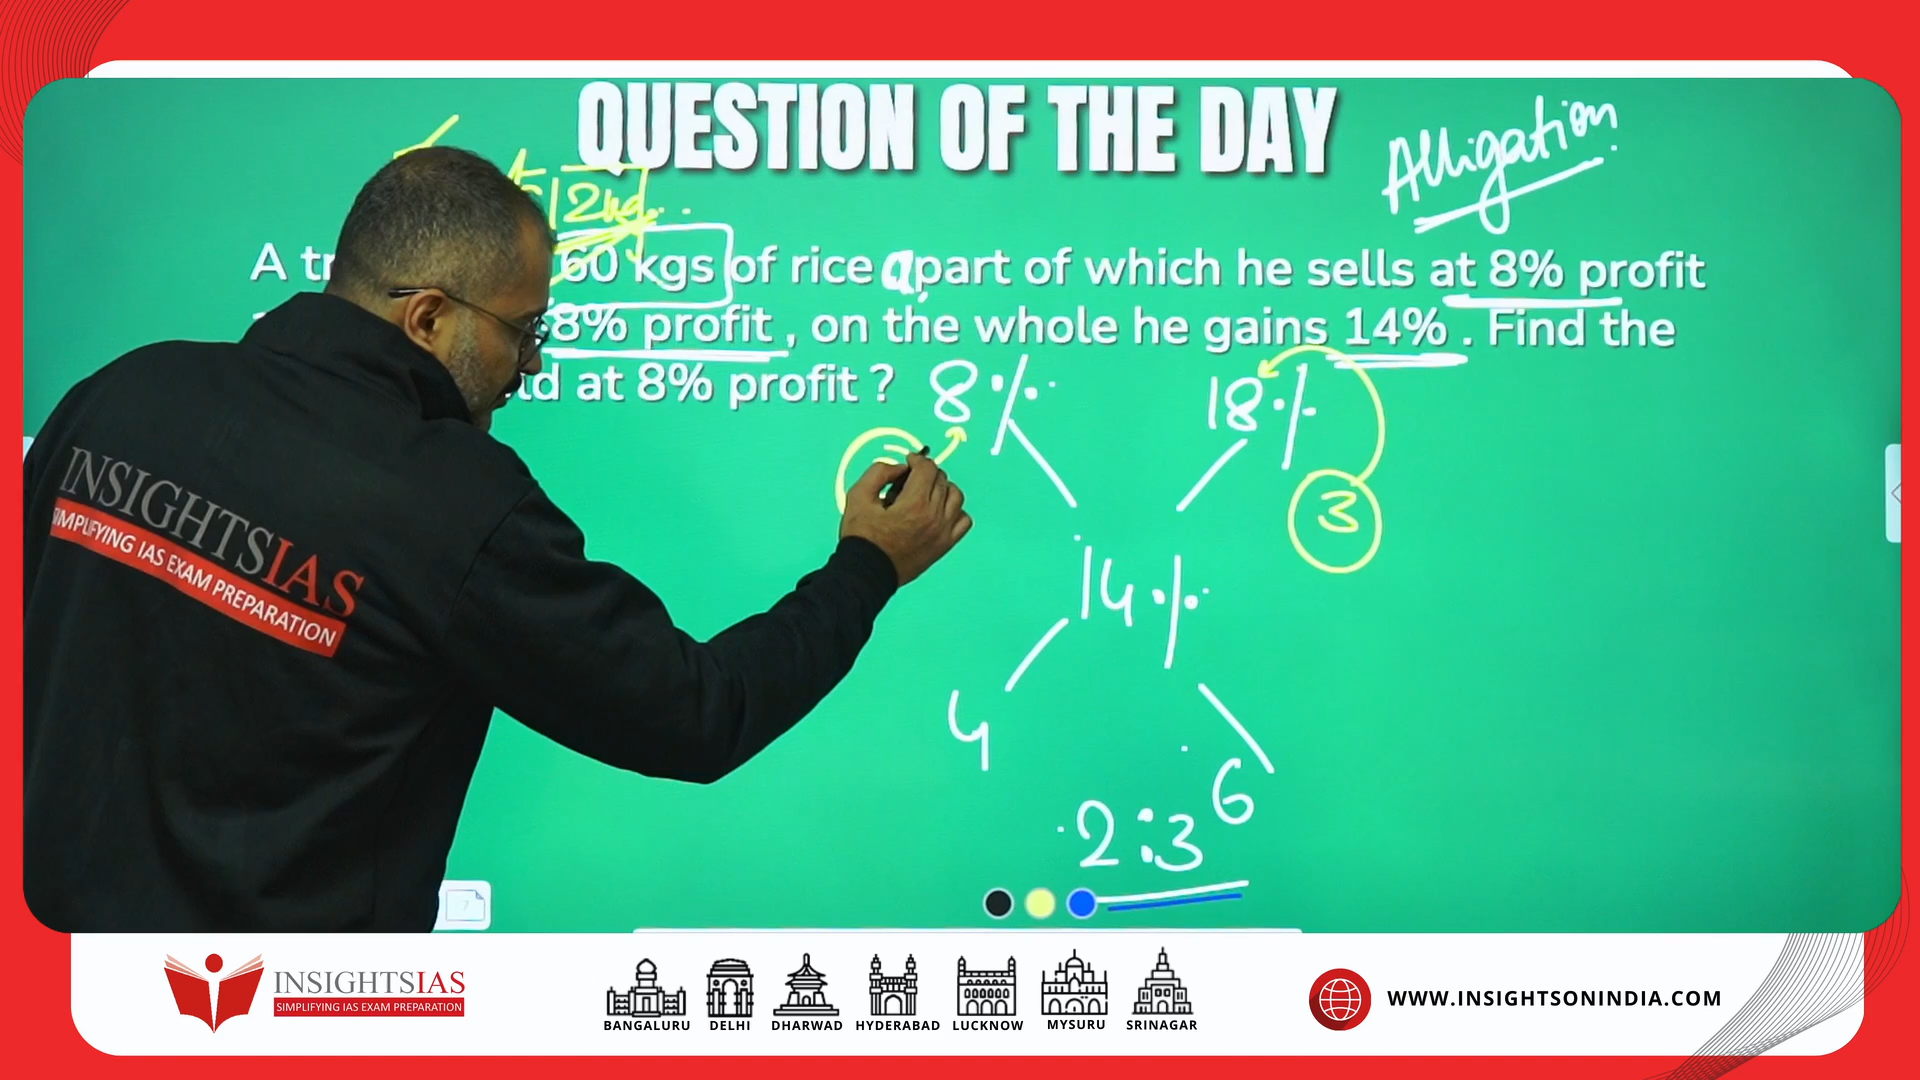 QUESTION OF THE DAY
Alligation
12kg
A tr 60 kgs of rice a part of which he sells at 8% profit
8% profit , on the whole he gains 14% . Find the
at 8% profit ?
8%
18%
3
14%
4
6
2:3
INSIGHTSIAS
SIMPLIFYING IAS EXAM PREPARATION
7
INSIGHTSIAS
SIMPLIFYING IAS EXAM PREPARATION
BANGALURU DELHI DHARWAD HYDERABAD LUCKNOW MYSURU SRINAGAR
WWW.INSIGHTSONINDIA.COM